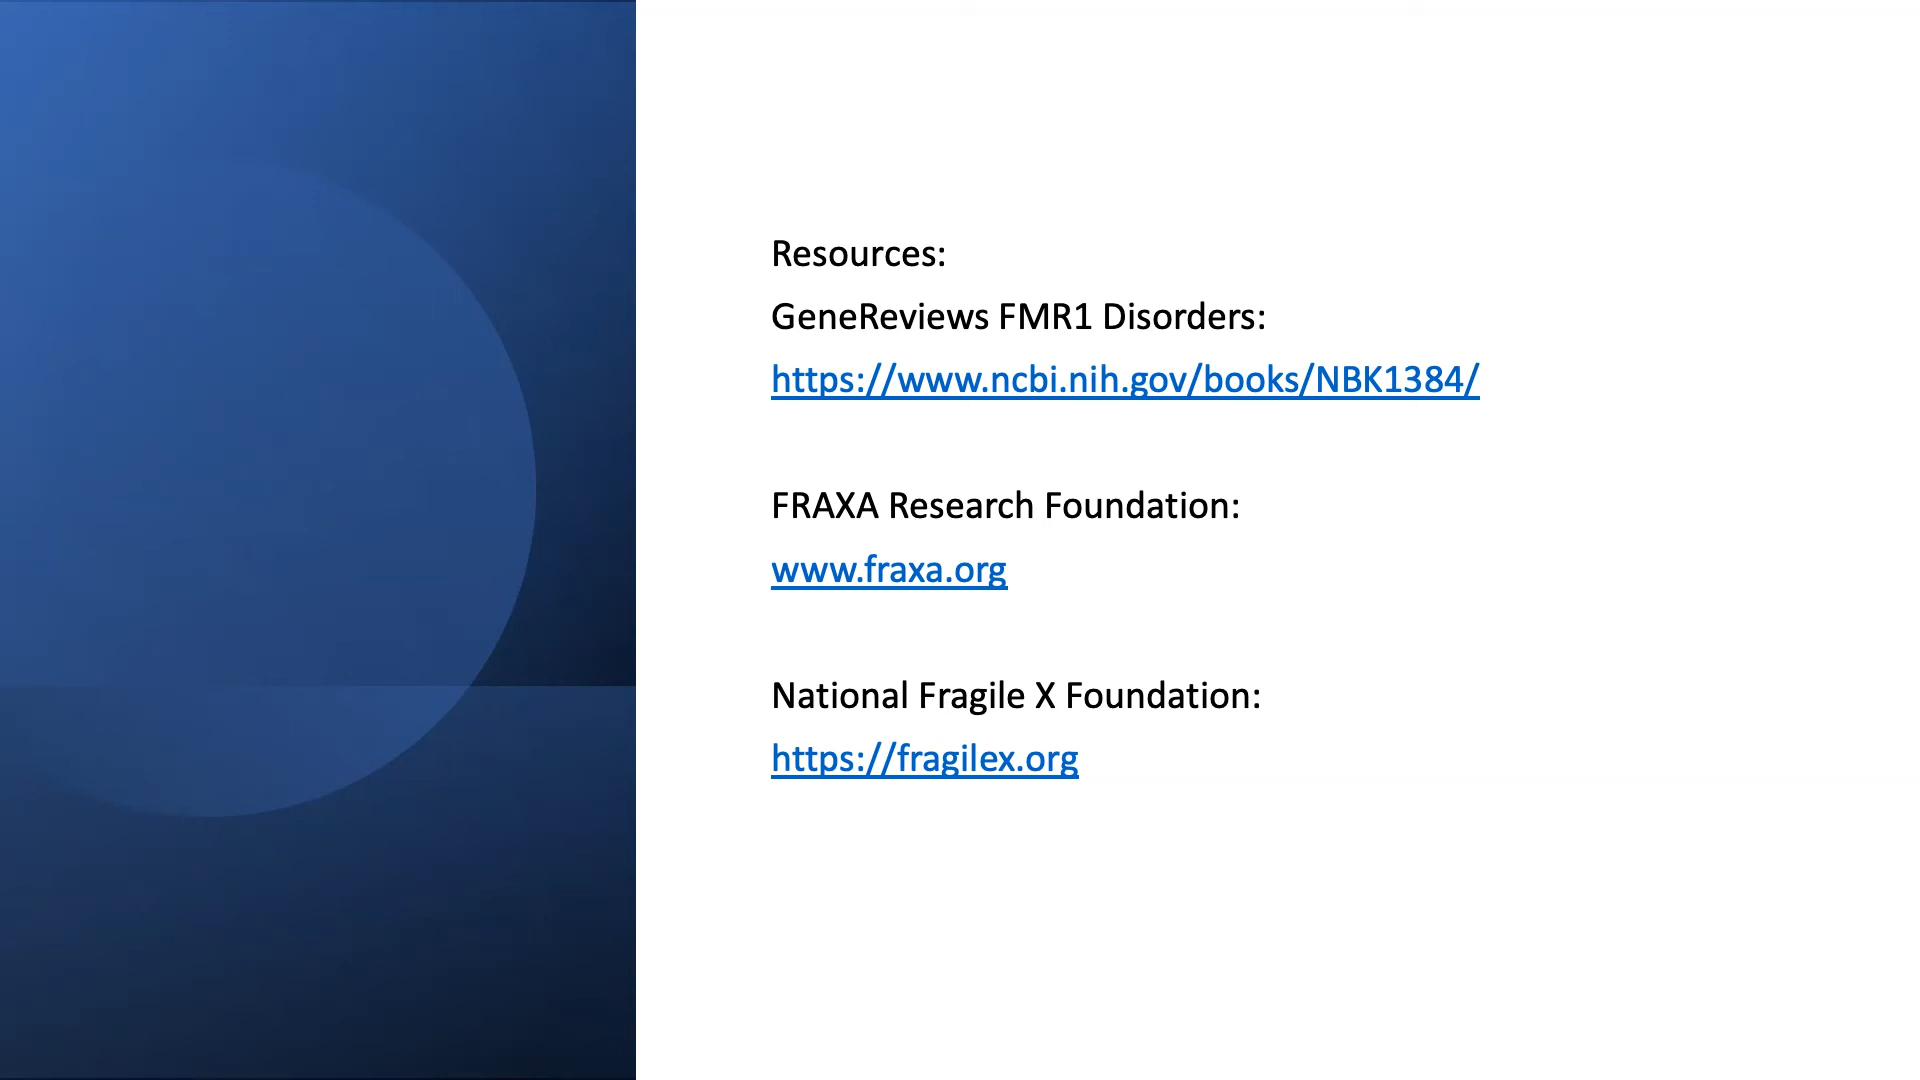 Resources:
GeneReviews FMR1 Disorders:
https://www.ncbi.nih.gov/books/NBK1384/
FRAXA Research Foundation:
www.fraxa.org
National Fragile X Foundation:
https://fragilex.org